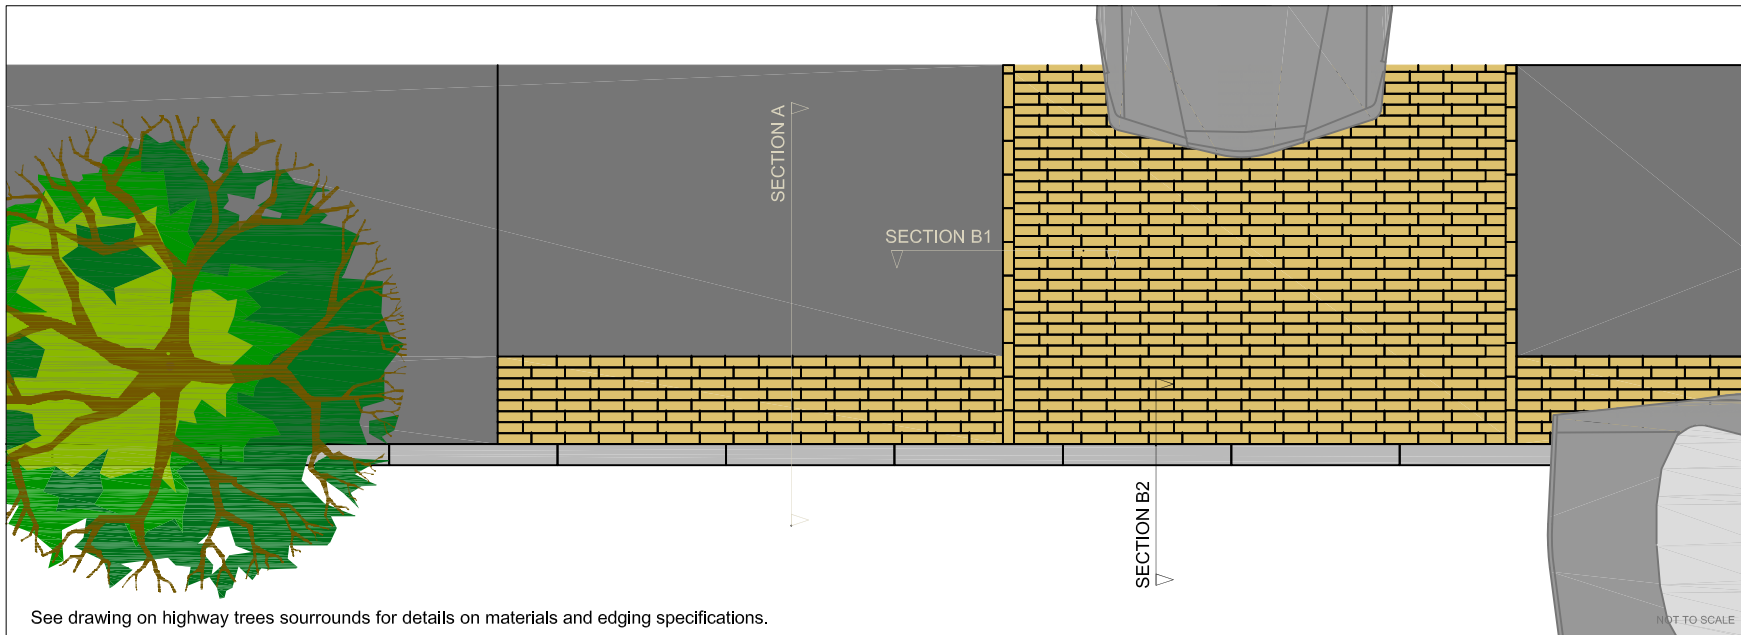 SECTION A
SECTION B1
SECTION B2
See drawing on highway trees sourrounds for details on materials and edging specifications.
NOT TO SCALE